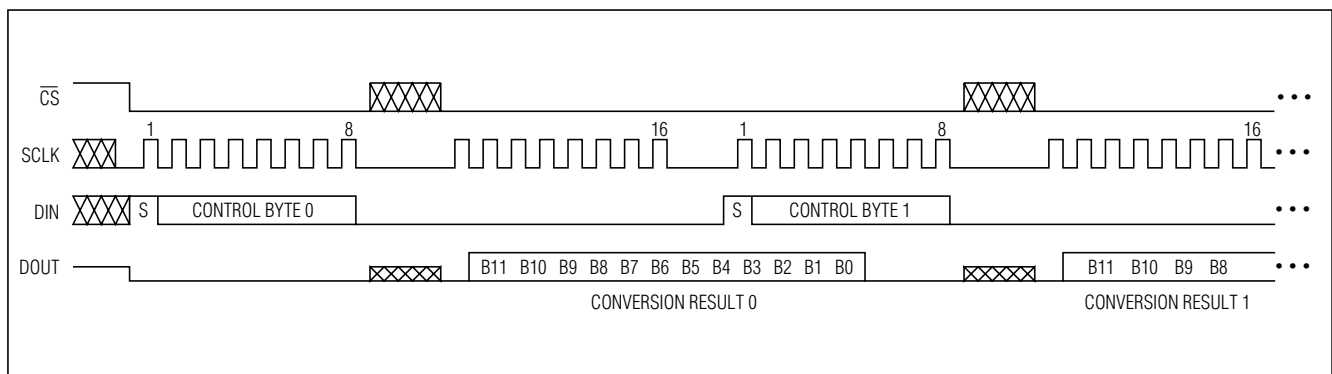 CS
1 8 16 1 8 16
SCLK
DIN S CONTROL BYTE 0 S CONTROL BYTE 1
DOUT B11 B10 B9 B8 B7 B6 B5 B4 B3 B2 B1 B0 B11 B10 B9 B8
CONVERSION RESULT 0 CONVERSION RESULT 1